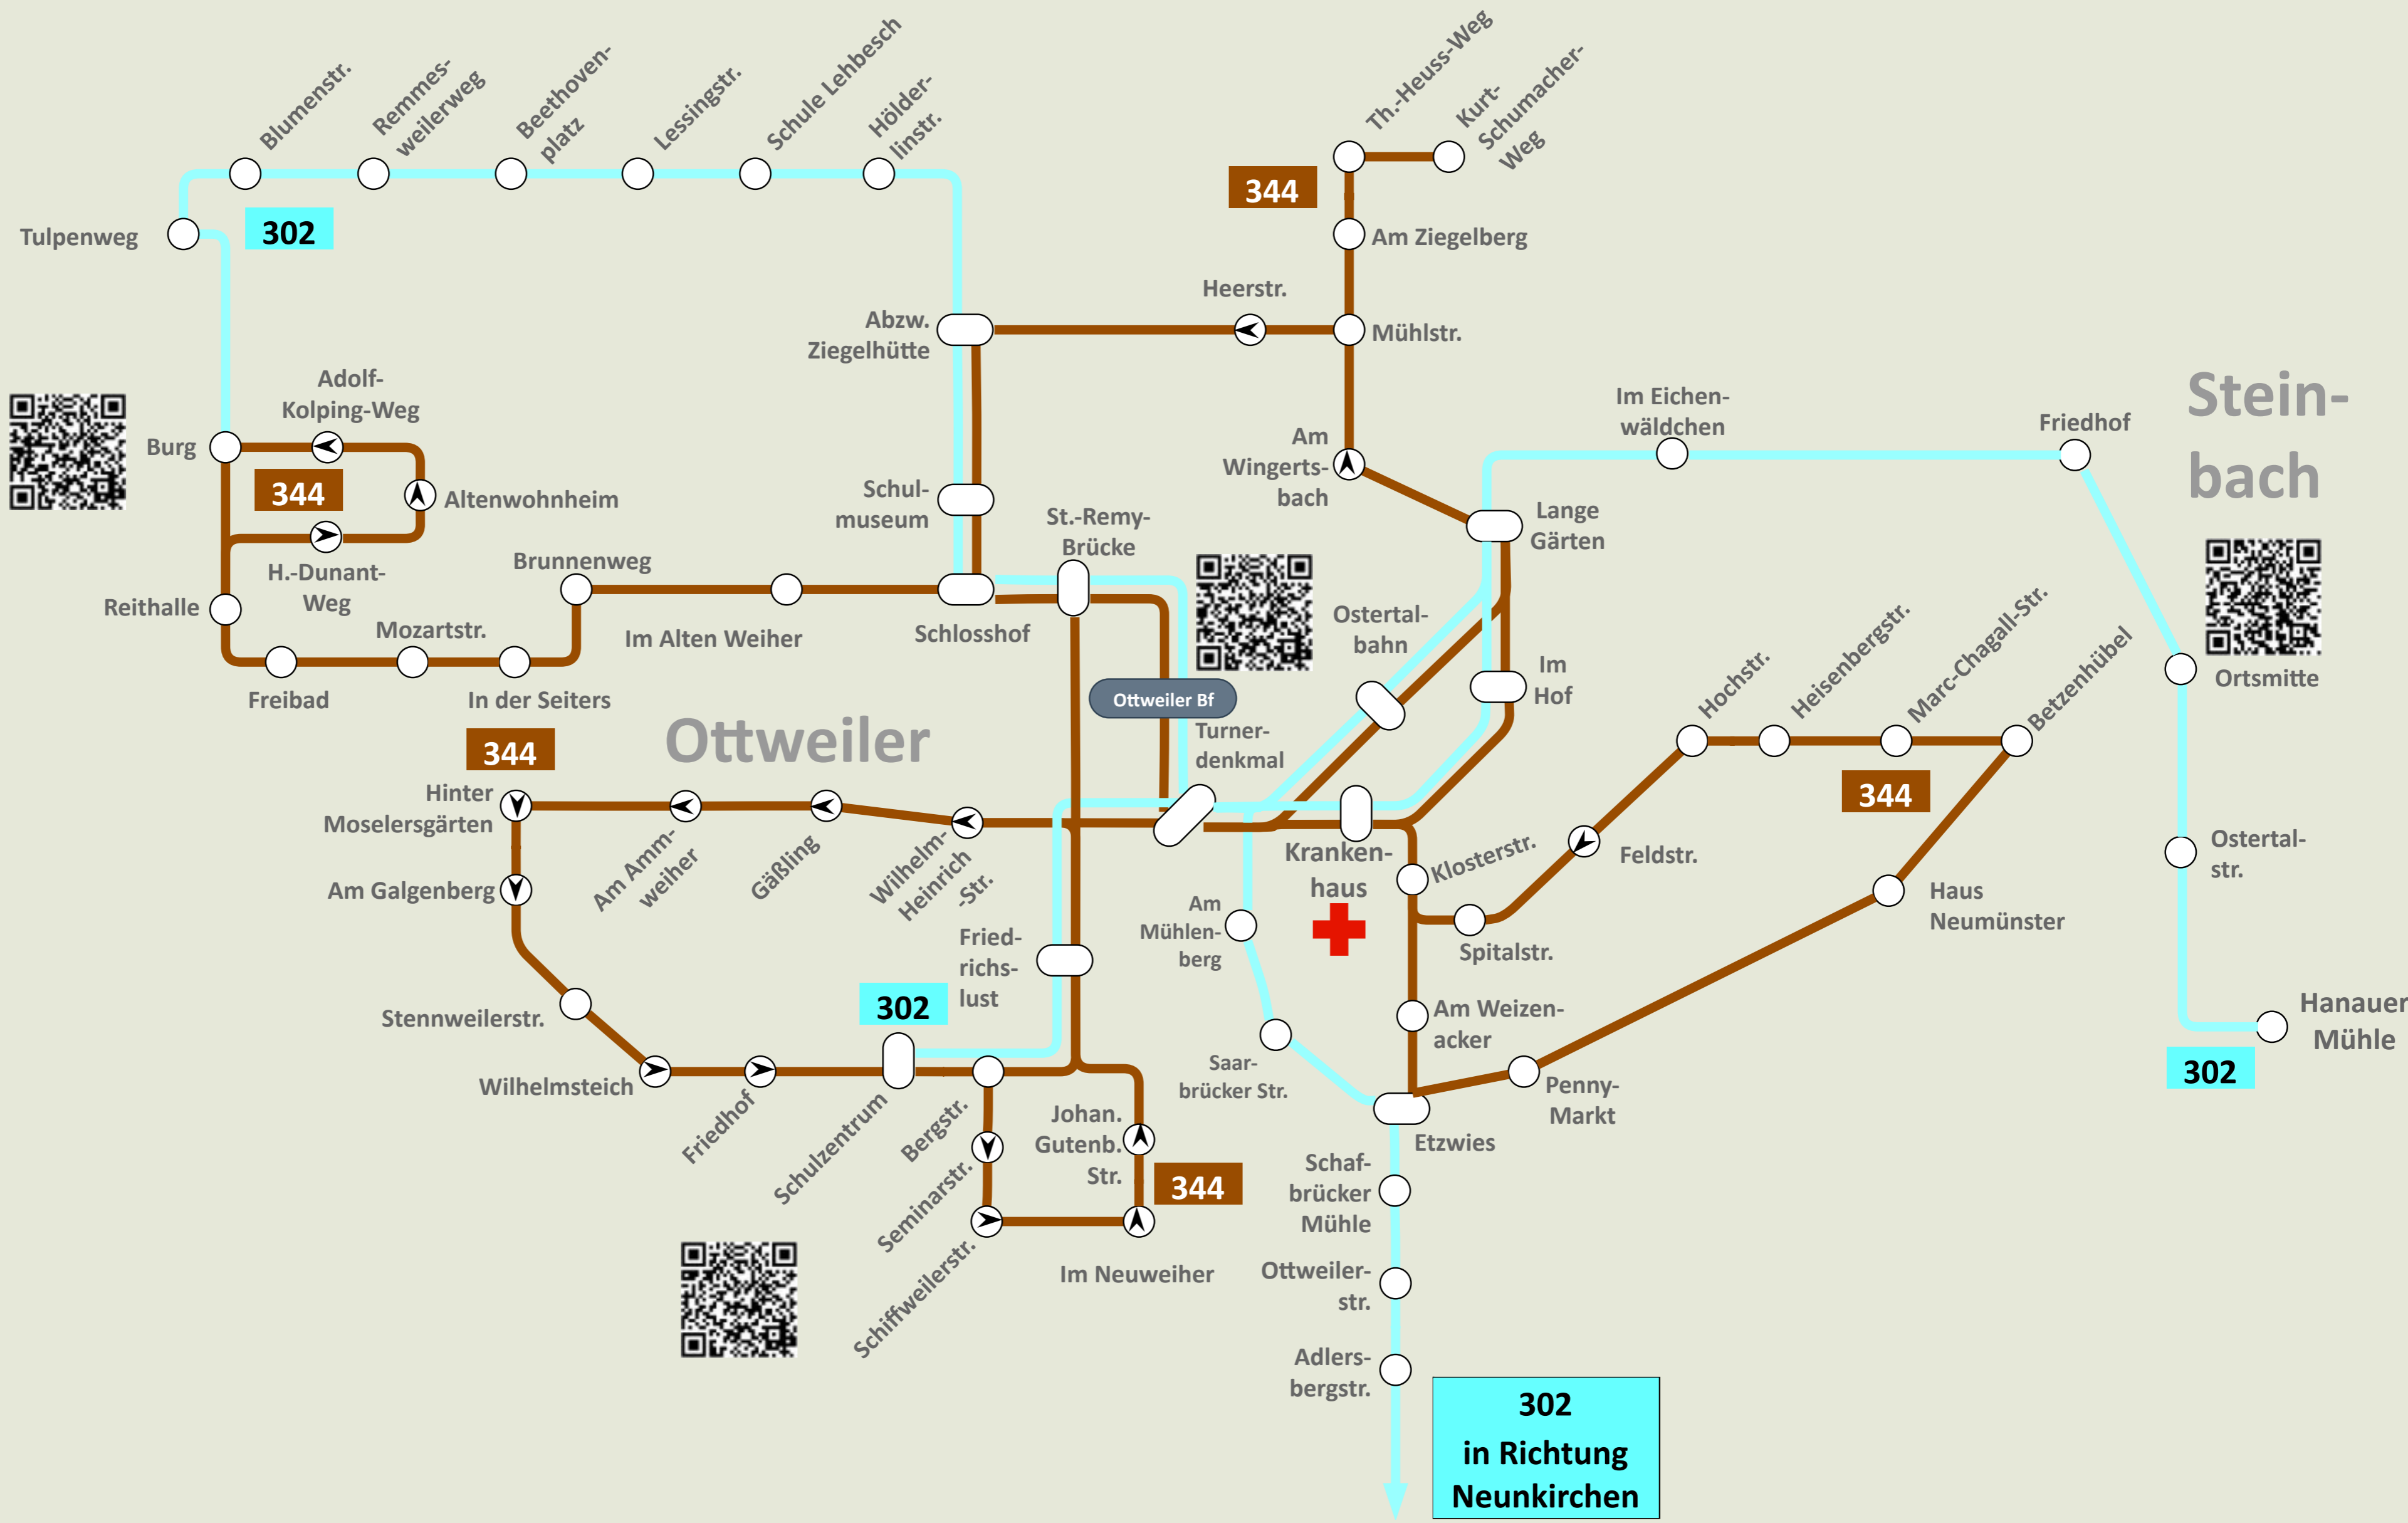 Blumenstr.
Remmes-
weilerweg
Beethoven-
platz
Lessingstr.
Schule Lehbesch
Hölder-
linstr.
Th.-Heuss-Weg
Kurt-
Schumacher-
Weg
344
302
Tulpenweg
Am Ziegelberg
Heerstr.
Abzw.
Ziegelhütte
Mühlstr.
Adolf-
Kolping-Weg
Burg
344
Altenwohnheim
H.-Dunant-
Weg
Reithalle
Mozartstr.
Freibad
In der Seiters
344
Brunnenweg
Im Alten Weiher
Schul-
museum
Schlosshof
St.-Remy-
Brücke
Am
Wingerts-
bach
Lange
Gärten
Im Eichen-
wäldchen
Friedhof
Stein-
bach
Ortsmitte
Ostertal-
str.
Hanauer
Mühle
302
Ostertal-
bahn
Im
Hof
Ottweiler Bf
Turner-
denkmal
Ottweiler
Hochstr.
Heisenbergstr.
Marc-Chagall-Str.
Betzenhübel
344
Feldstr.
Haus
Neumünster
Spitalstr.
Klosterstr.
Kranken-
haus
Hinter
Moselersgärten
Am Amm-
weiher
Gäßling
Wilhelm-
Heinrich
-Str.
Am Galgenberg
Stennweilerstr.
Wilhelmsteich
Friedhof
302
Schulzentrum
Fried-
richs-
lust
Am
Mühlen-
berg
Saar-
brücker Str.
Am Weizen-
acker
Penny-
Markt
Etzwies
Bergstr.
Seminarstr.
Schiffweilerstr.
Johan.
Gutenb.
Str.
344
Im Neuweiher
Schaf-
brücker
Mühle
Ottweiler-
str.
Adlers-
bergstr.
302
in Richtung
Neunkirchen